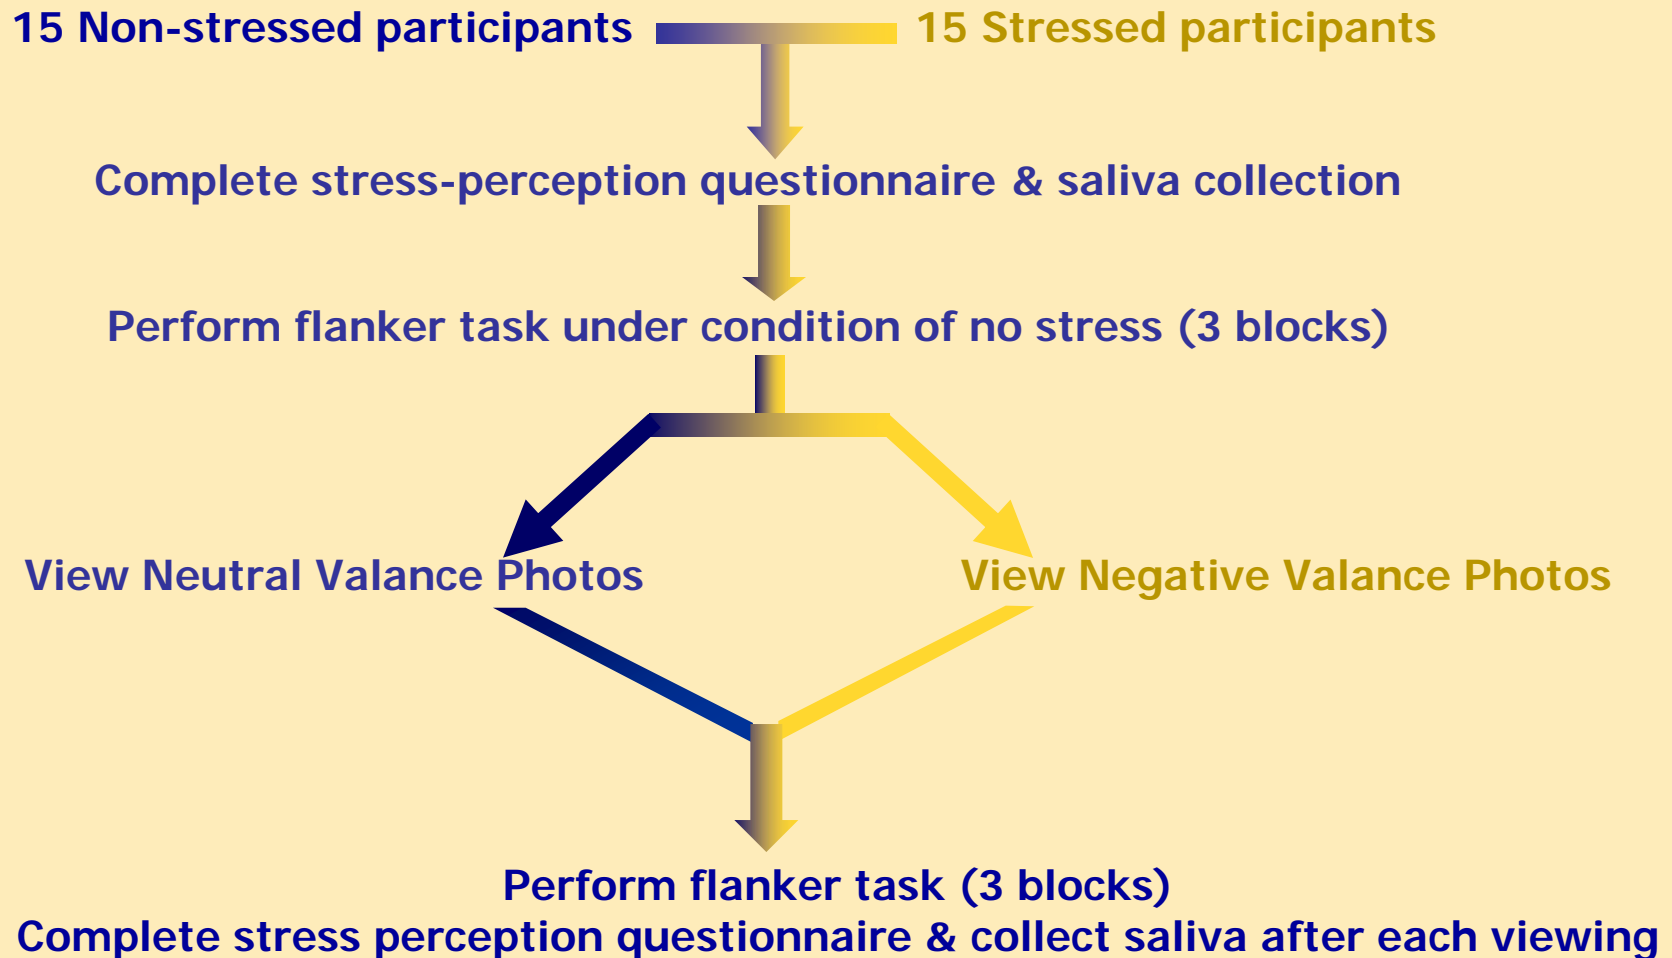 15 Non-stressed participants
15 Stressed participants
Complete stress-perception questionnaire & saliva collection
Perform flanker task under condition of no stress (3 blocks)
View Neutral Valance Photos
View Negative Valance Photos
Perform flanker task (3 blocks)
Complete stress perception questionnaire & collect saliva after each viewing